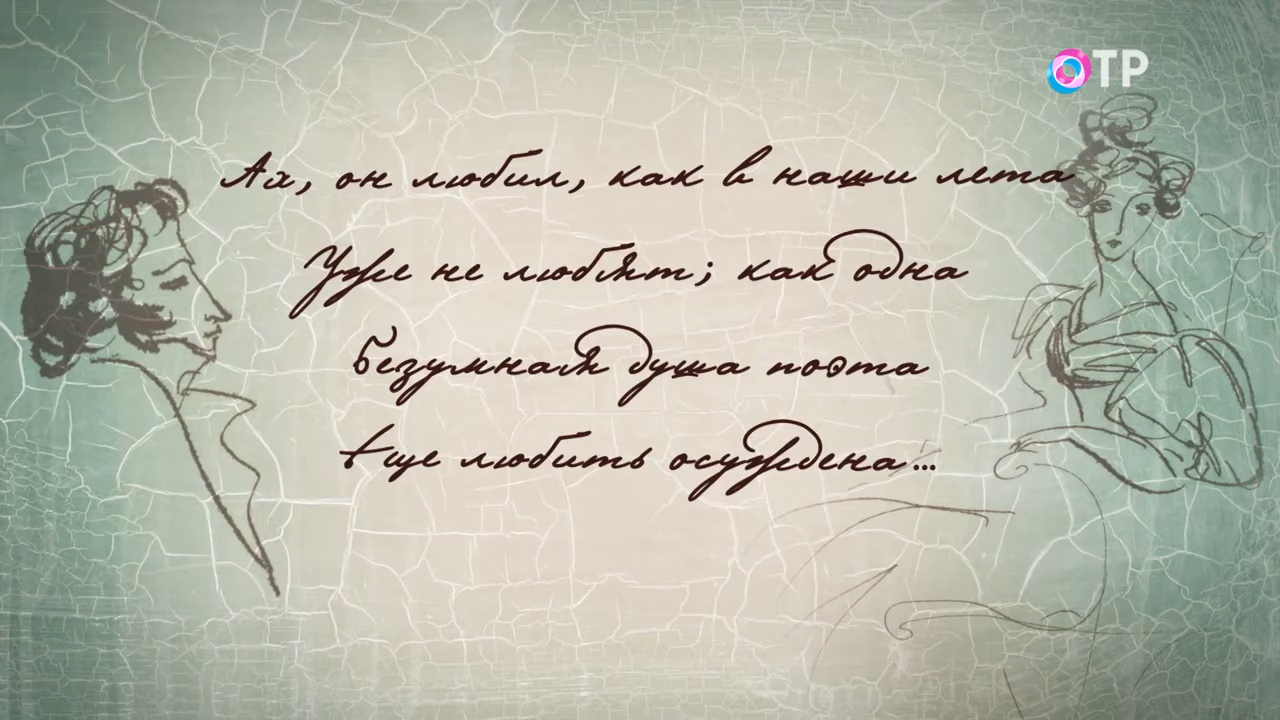 ОТР
Ах, он любил, как в наши лета
Уже не любят; как одна
Безумная душа поэта
Еще любить осуждена...